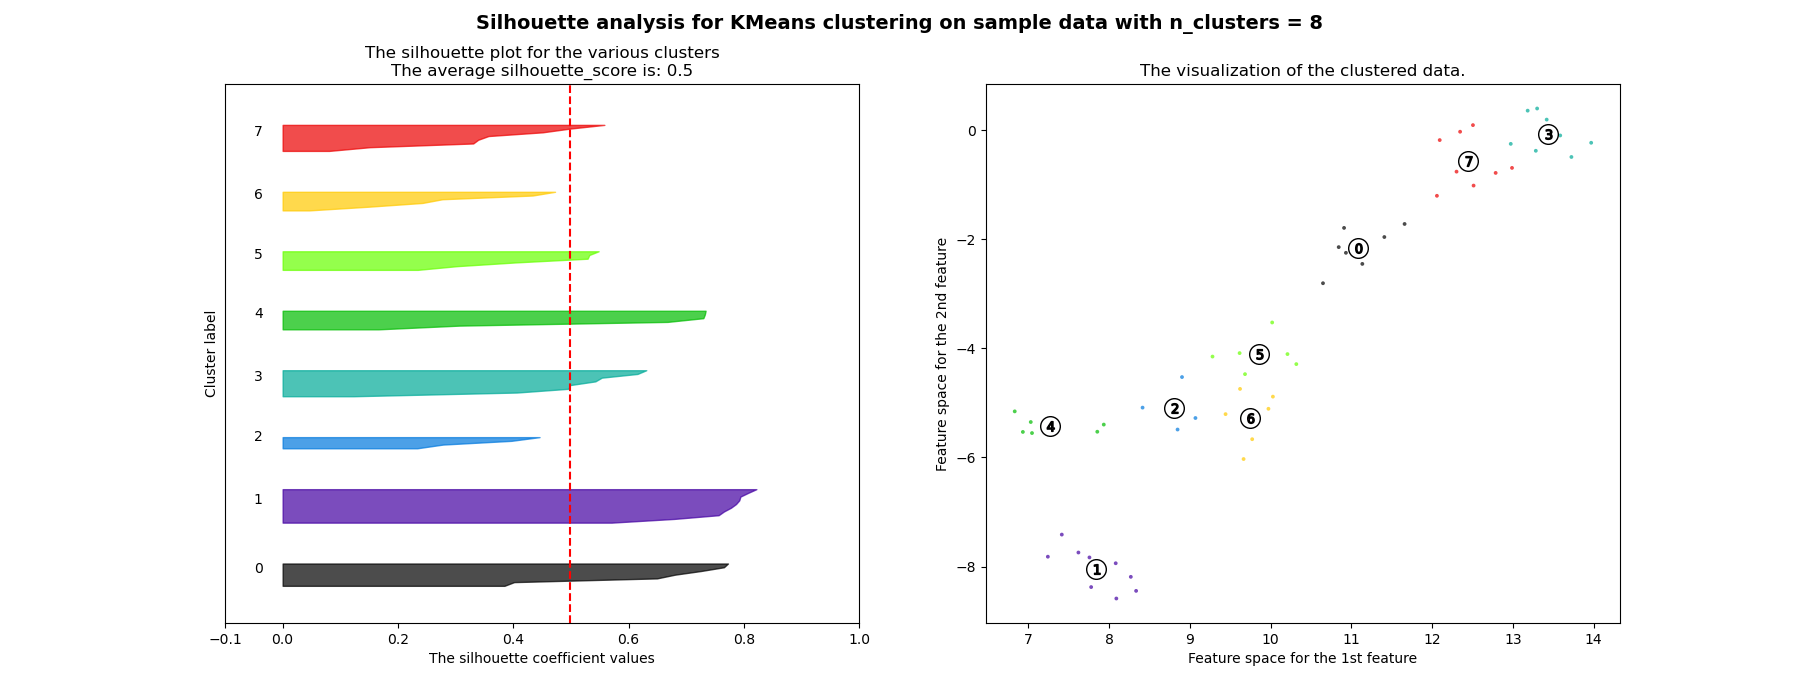 Silhouette analysis for KMeans clustering on sample data with n_clusters = 8
The silhouette plot for the various clusters
The average silhouette_score is: 0.5
7
6
5
4
3
2
1
0
Cluster label
−0.1 0.0 0.2 0.4 0.6 0.8 1.0
The silhouette coefficient values
The visualization of the clustered data.
0
−2
−4
−6
−8
Feature space for the 2nd feature
3
7
0
5
2
6
4
1
7 8 9 10 11 12 13 14
Feature space for the 1st feature